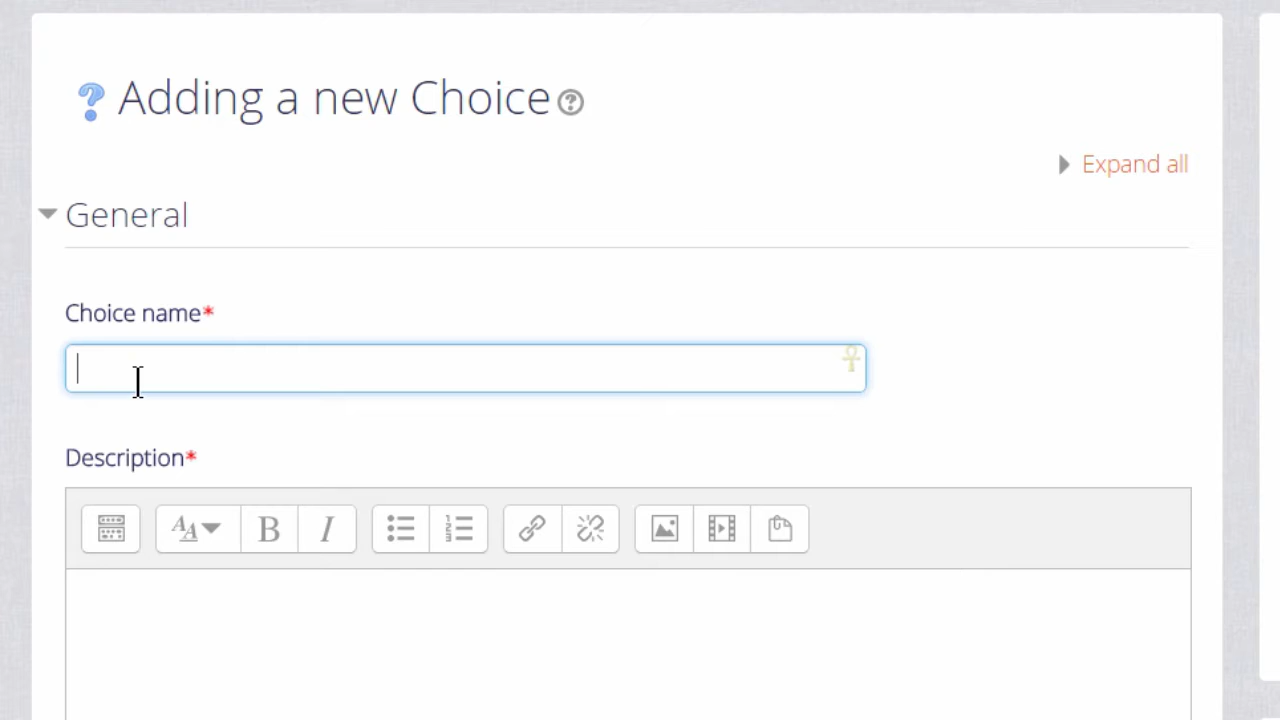 Adding a new Choice
Expand all
General
Choice name*
Description*